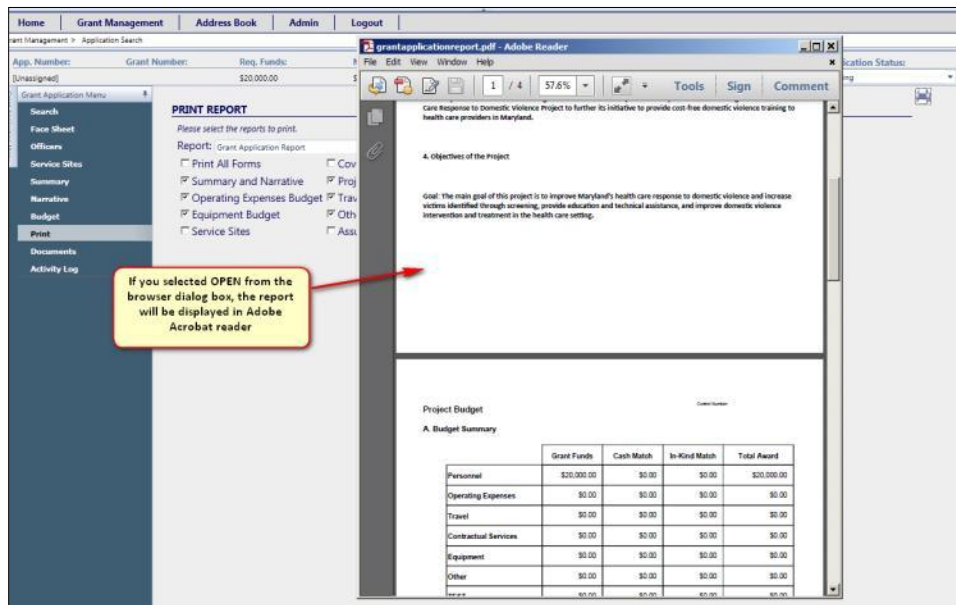 Home | Grant Management | Address Book | Admin | Logout
rant Management > Application Search
App. Number: Grant Number: Req. Funds: ication Status:
[Unassigned] $20,000.00
Grant Application Menu
Search
Face Sheet
Officers
Service Sites
Summary
Narrative
Budget
Print
Documents
Activity Log
PRINT REPORT
Please select the reports to print.
Report: Grant Application Report
Print All Forms Cov
Summary and Narrative Proj
Operating Expenses Budget Trav
Equipment Budget Oth
Service Sites Assu
If you selected OPEN from the
browser dialog box, the report
will be displayed in Adobe
Acrobat reader
grantapplicationreport.pdf - Adobe Reader
File Edit View Window Help
1 / 4 57.6% Tools Sign Comment
Care Response to Domestic Violence Project to further its initiative to provide cost-free domestic violence training to
health care providers in Maryland.
4. Objectives of the Project
Goal: The main goal of this project is to improve Maryland's health care response to domestic violence and increase
victims identified through screening, provide education and technical assistance, and improve domestic violence
intervention and treatment in the health care setting.
Control Number
Project Budget
A. Budget Summary
Grant Funds Cash Match In-Kind Match Total Award
Personnel $20,000.00 $0.00 $0.00 $20,000.00
Operating Expenses $0.00 $0.00 $0.00 $0.00
Travel $0.00 $0.00 $0.00 $0.00
Contractual Services $0.00 $0.00 $0.00 $0.00
Equipment $0.00 $0.00 $0.00 $0.00
Other $0.00 $0.00 $0.00 $0.00
$0.00 $0.00 $0.00 $0.00